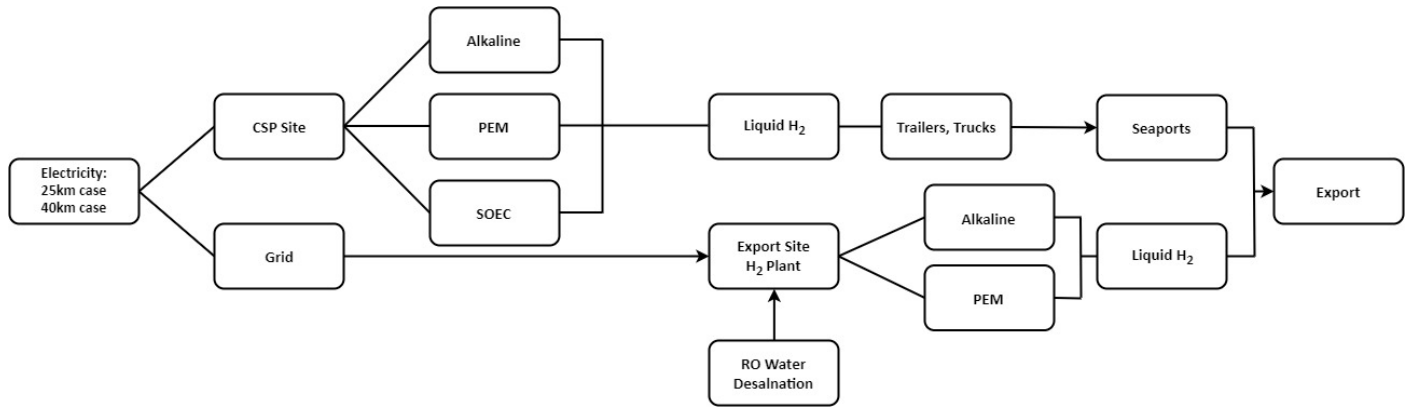 Alkaline
CSP Site
PEM
Liquid H₂
Trailers, Trucks
Seaports
Electricity:
25km case
40km case
SOEC
Export
Alkaline
Grid
Export Site
H₂ Plant
Liquid H₂
PEM
RO Water
Desalnation